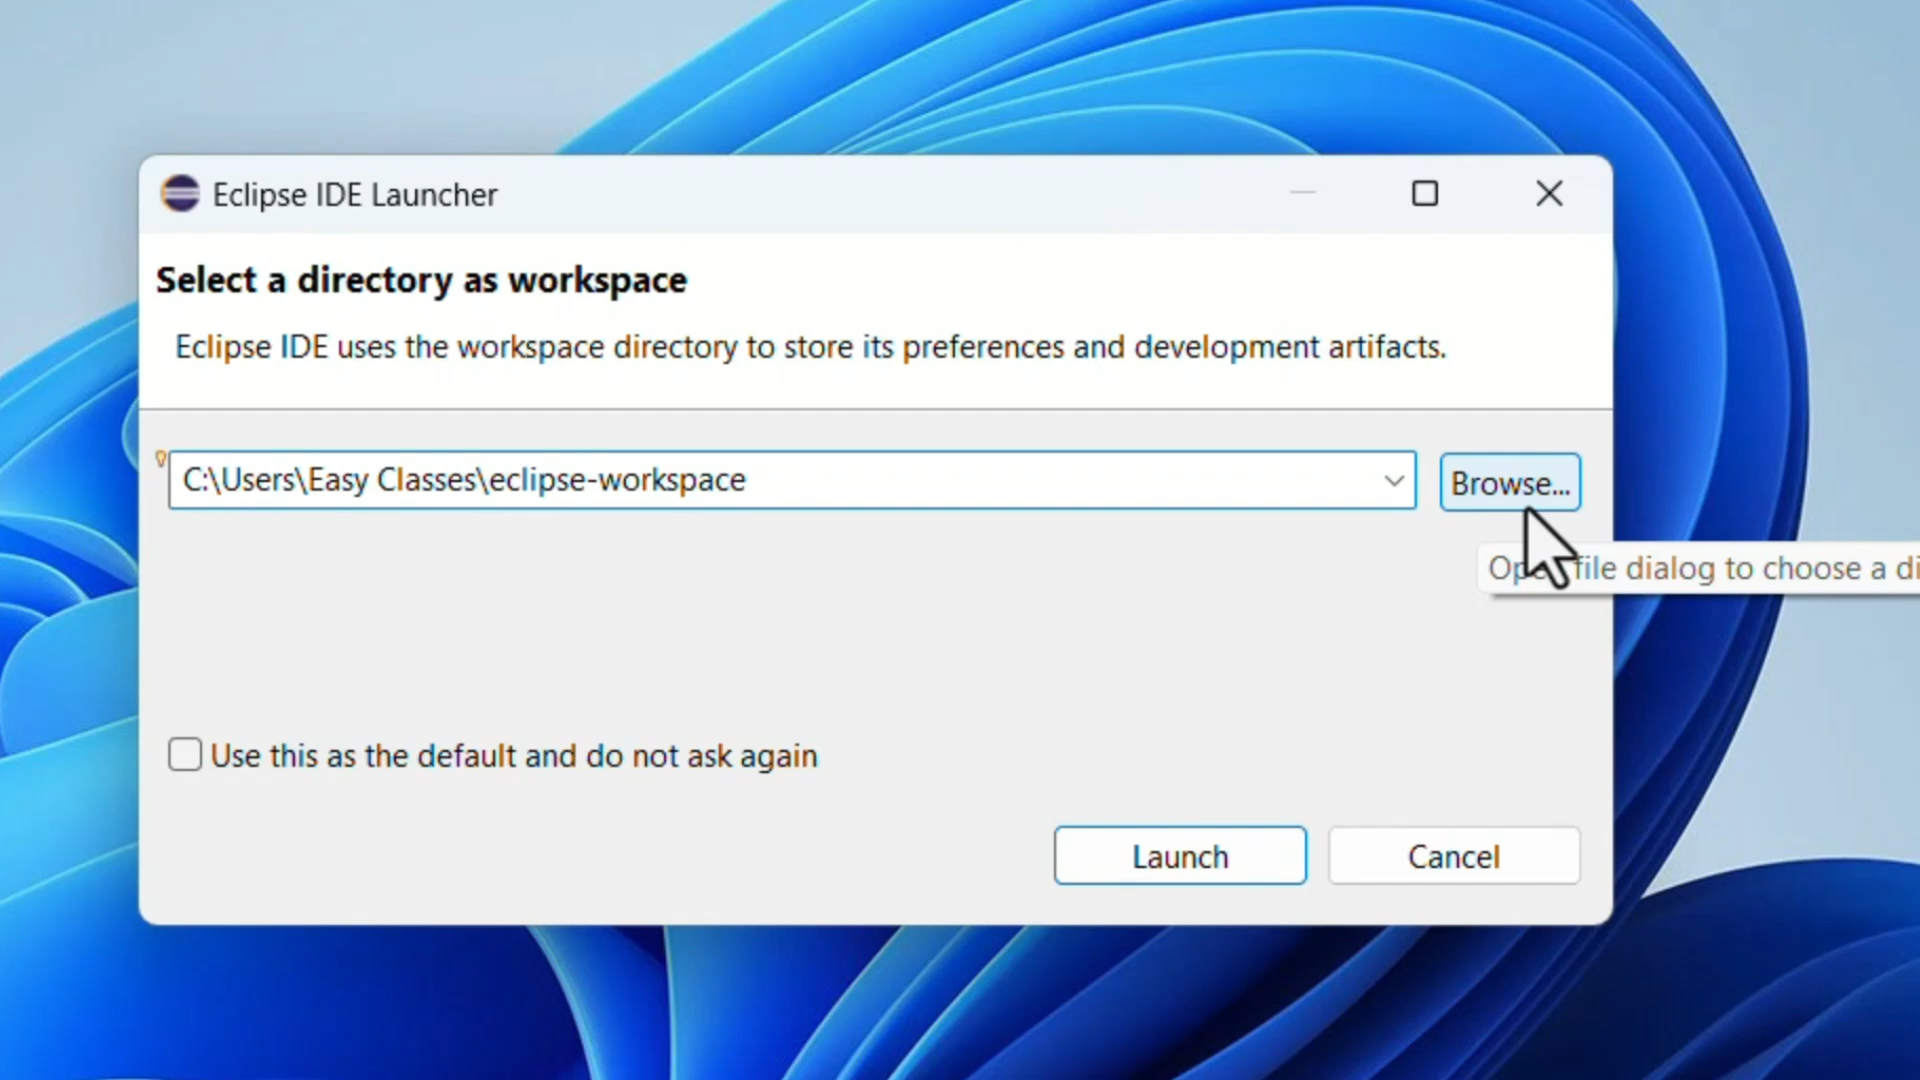 Eclipse IDE Launcher
Select a directory as workspace
Eclipse IDE uses the workspace directory to store its preferences and development artifacts.
C:\Users\Easy Classes\eclipse-workspace
Browse...
file dialog to choose a
Use this as the default and do not ask again
Launch
Cancel